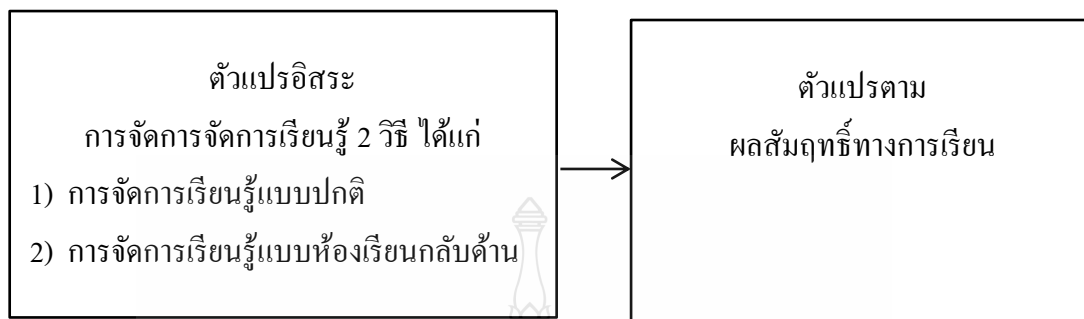 ตัวแปรอิสระ
การจัดการจัดการเรียนรู้ 2 วิธี ได้แก่
1) การจัดการเรียนรู้แบบปกติ
2) การจัดการเรียนรู้แบบห้องเรียนกลับด้าน
ตัวแปรตาม
ผลสัมฤทธิ์ทางการเรียน